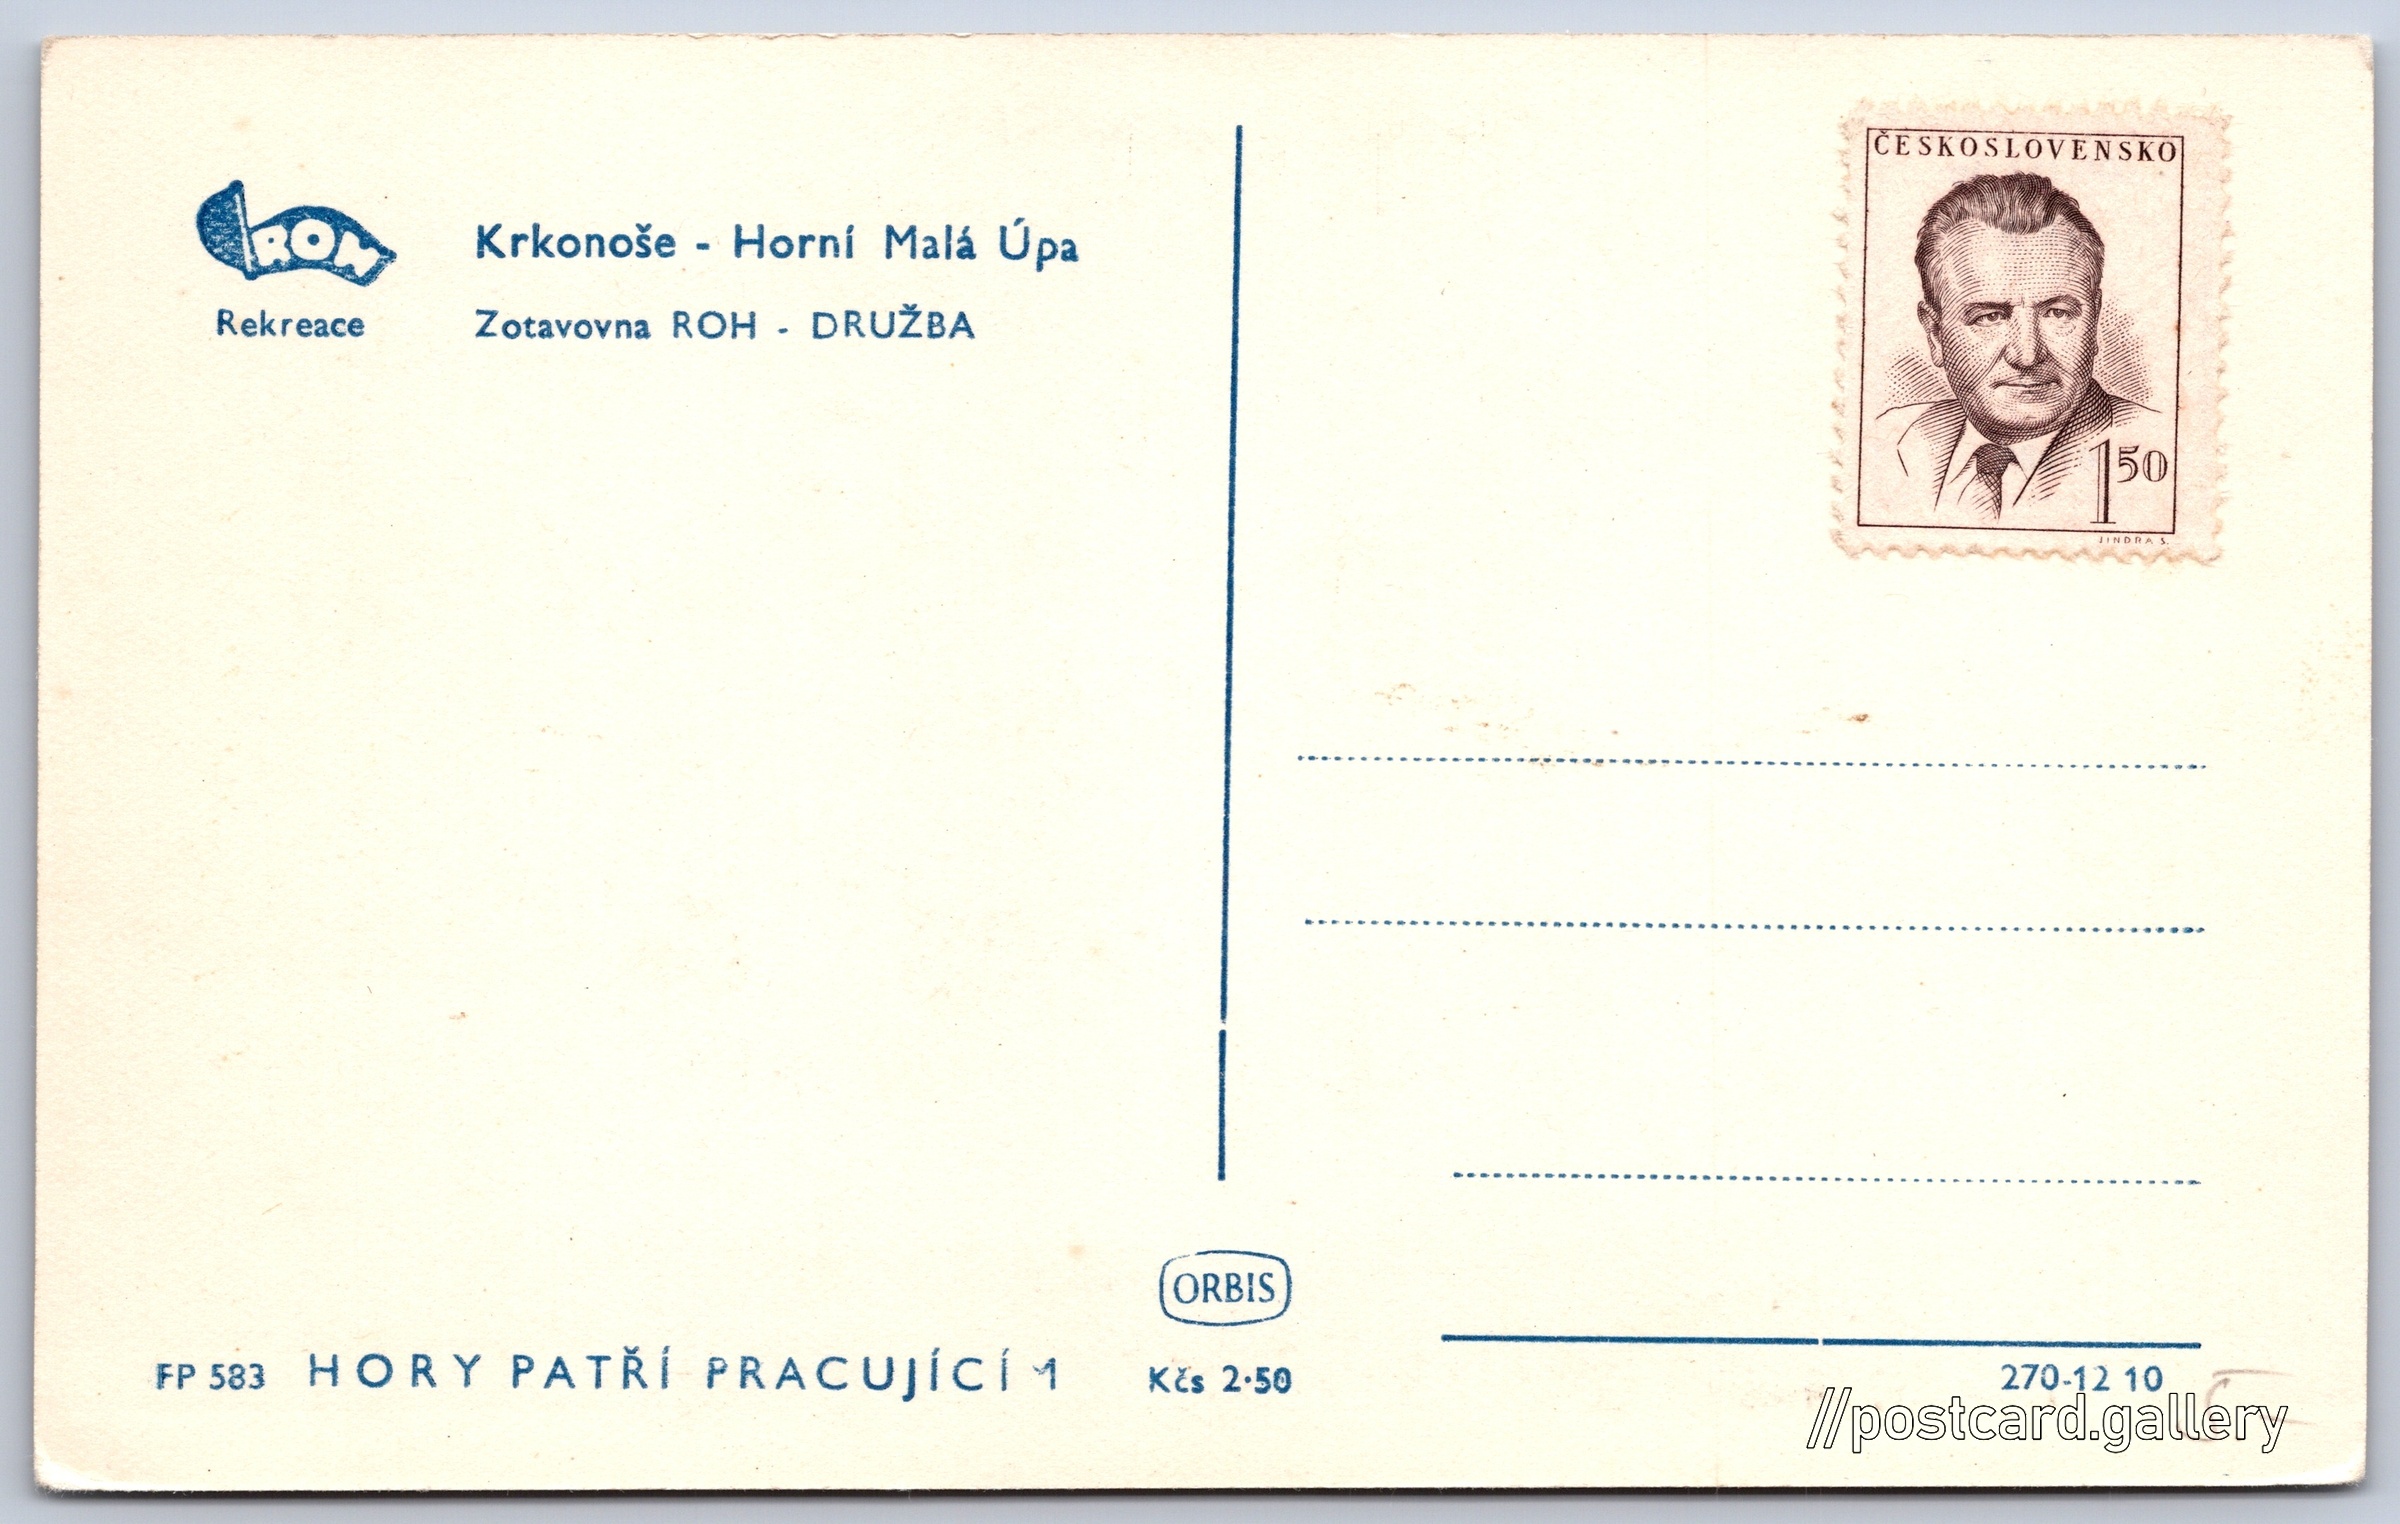 ROH
Rekreace
Krkonoše - Horní Malá Úpa
Zotavovna ROH - DRUŽBA
ČESKOSLOVENSKO
1 50
JINDRA S.
ORBIS
FP 583 HORY PATŘÍ PRACUJÍCÍM
Kčs 2·50
270-12 10
//postcard.gallery